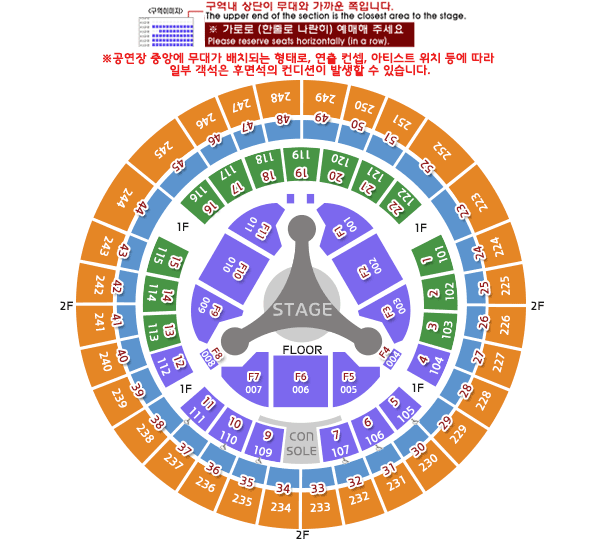 <구역이미지>
구역내 상단이 무대와 가까운 쪽입니다.
The upper end of the section is the closest area to the stage.
※ 가로로 (한줄로 나란히) 예매해 주세요
Please reserve seats horizontally (in a row).
※공연장 중앙에 무대가 배치되는 형태로, 연출 컨셉, 아티스트 위치 등에 따라
일부 객석은 후면석의 컨디션이 발생할 수 있습니다.
248 249
247 250
246 251
245 252
244 223
243 224
242 225
241 226
240 227
239 228
238 229
237 230
236 231
235 232
234 233
48 49
47 50
46 51
45 52
44 23
43 24
42 25
41 26
40 27
39 28
38 29
37 30
36 31
35 32
34 33
119 19
118 18
120 20
117 17
121 21
116 16
122 22
1F 1F
115 15
101 1
114 14
102 2
113 13
103 3
112 12
104 4
2F 2F
011 F11
001 F1
010 F10
002 F2
009 F9
003 F3
STAGE
FLOOR
F8 008
F4 004
F7 007
F6 006
F5 005
1F 1F
111 11
110 10
109 9
CON
SOLE
107 7
106 6
105 5
2F